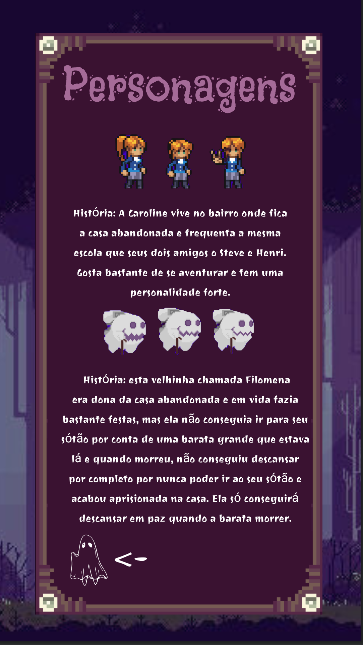 Personagens
História: A Caroline vive no bairro onde fica
a casa abandonada e frequenta a mesma
escola que seus dois amigos o Steve e Henri.
Gosta bastante de se aventurar e tem uma
personalidade forte.
História: esta velhinha chamada Filomena
era dona da casa abandonada e em vida fazia
bastante festas, mas ela não conseguia ir para seu
sótão por conta de uma barata grande que estava
lá e quando morreu, não conseguiu descansar
por completo por nunca poder ir ao seu sótão e
acabou aprisionada na casa. Ela só conseguirá
descansar em paz quando a barata morrer.
<-